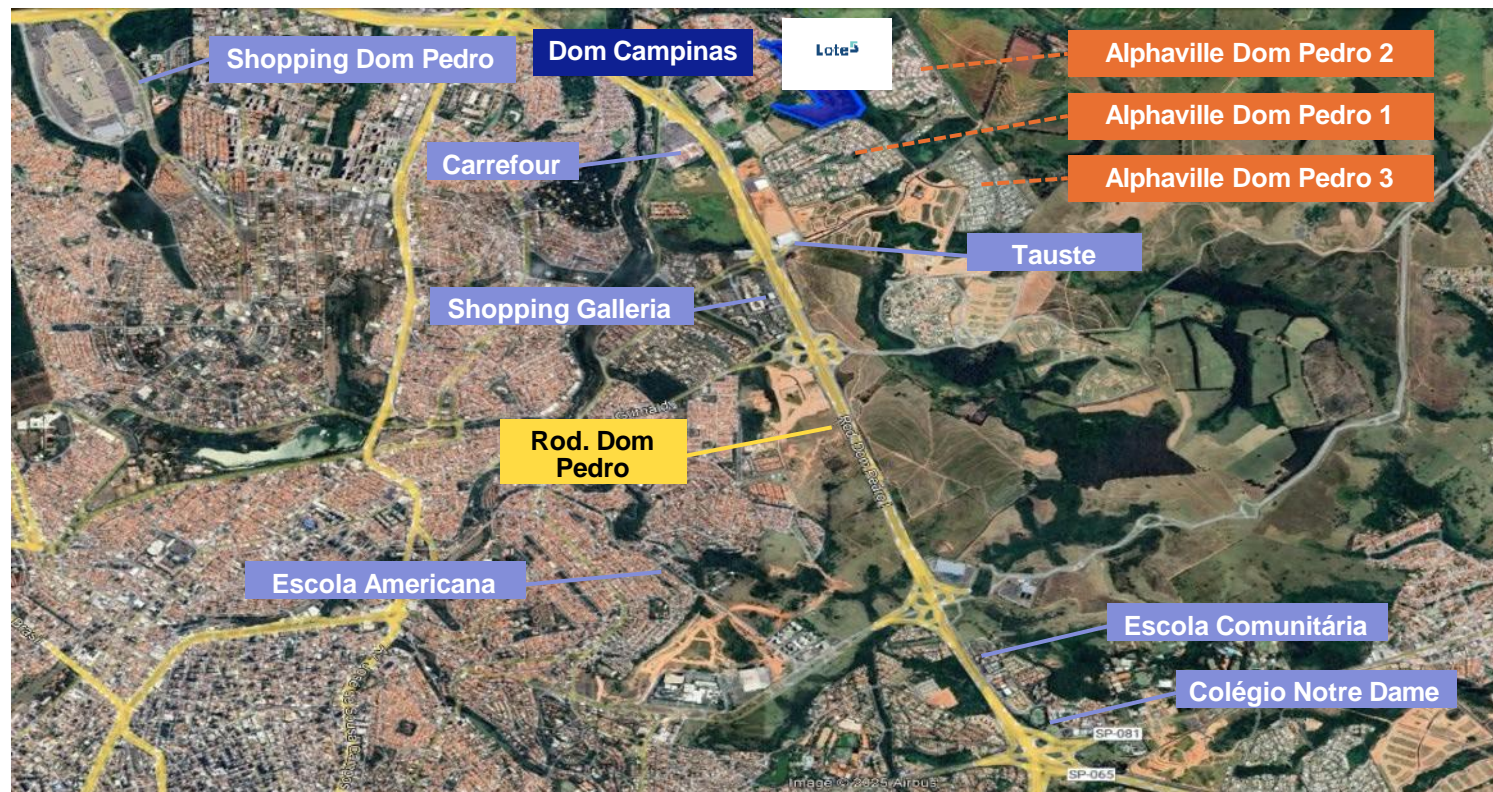 Shopping Dom Pedro
Dom Campinas
Lote5
Alphaville Dom Pedro 2
Alphaville Dom Pedro 1
Carrefour
Alphaville Dom Pedro 3
Tauste
Shopping Galleria
Rod. Dom
Pedro
Rod. Dom Pedro I
Escola Americana
Escola Comunitária
Colégio Notre Dame
SP-081
SP-065
Image © 2025 Airbus